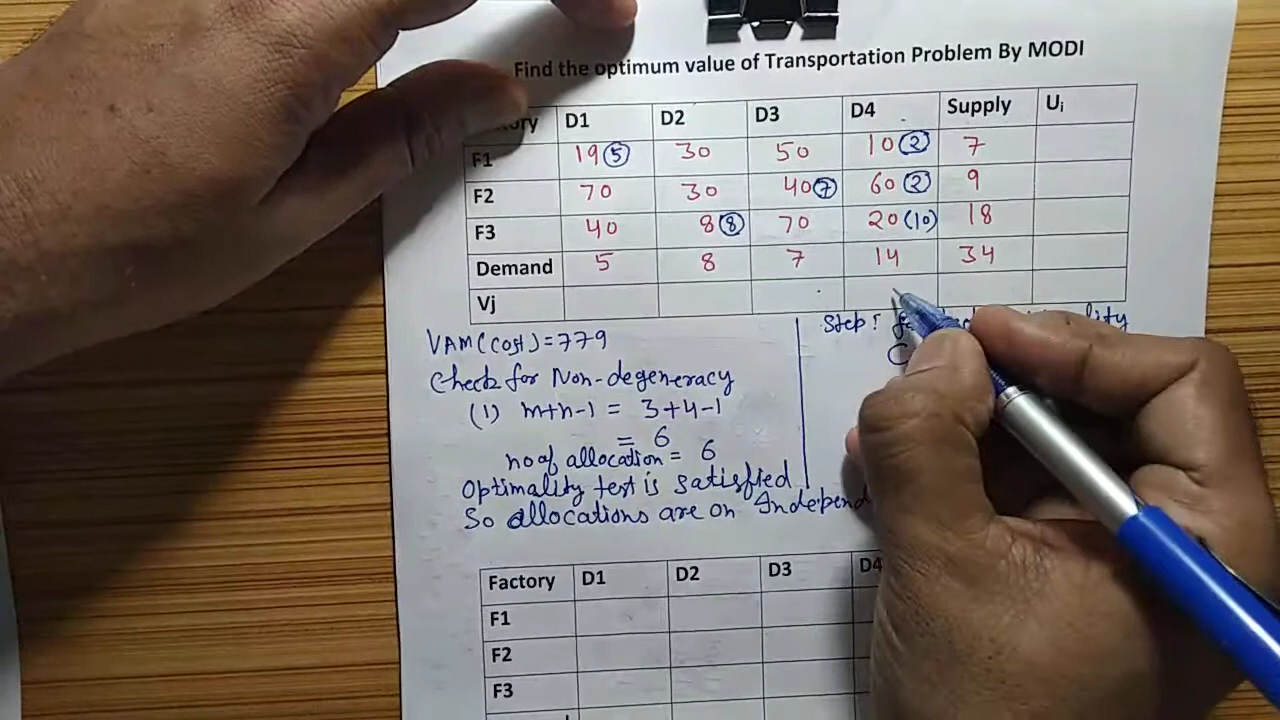 Find the optimum value of Transportation Problem By MODI
D1 D2 D3 D4 Supply Ui
F1 19 5 30 50 10 2 7
F2 70 30 40 7 60 2 9
F3 40 8 8 70 20 (10) 18
Demand 5 8 7 14 34
Vj
VAM(cost) = 779
Check for Non-degeneracy
(1) m+n-1 = 3+4-1
= 6
no of allocation = 6
Optimality test is satisfied
So allocations are on
Step:
Factory D1 D2 D3 D4
F1
F2
F3